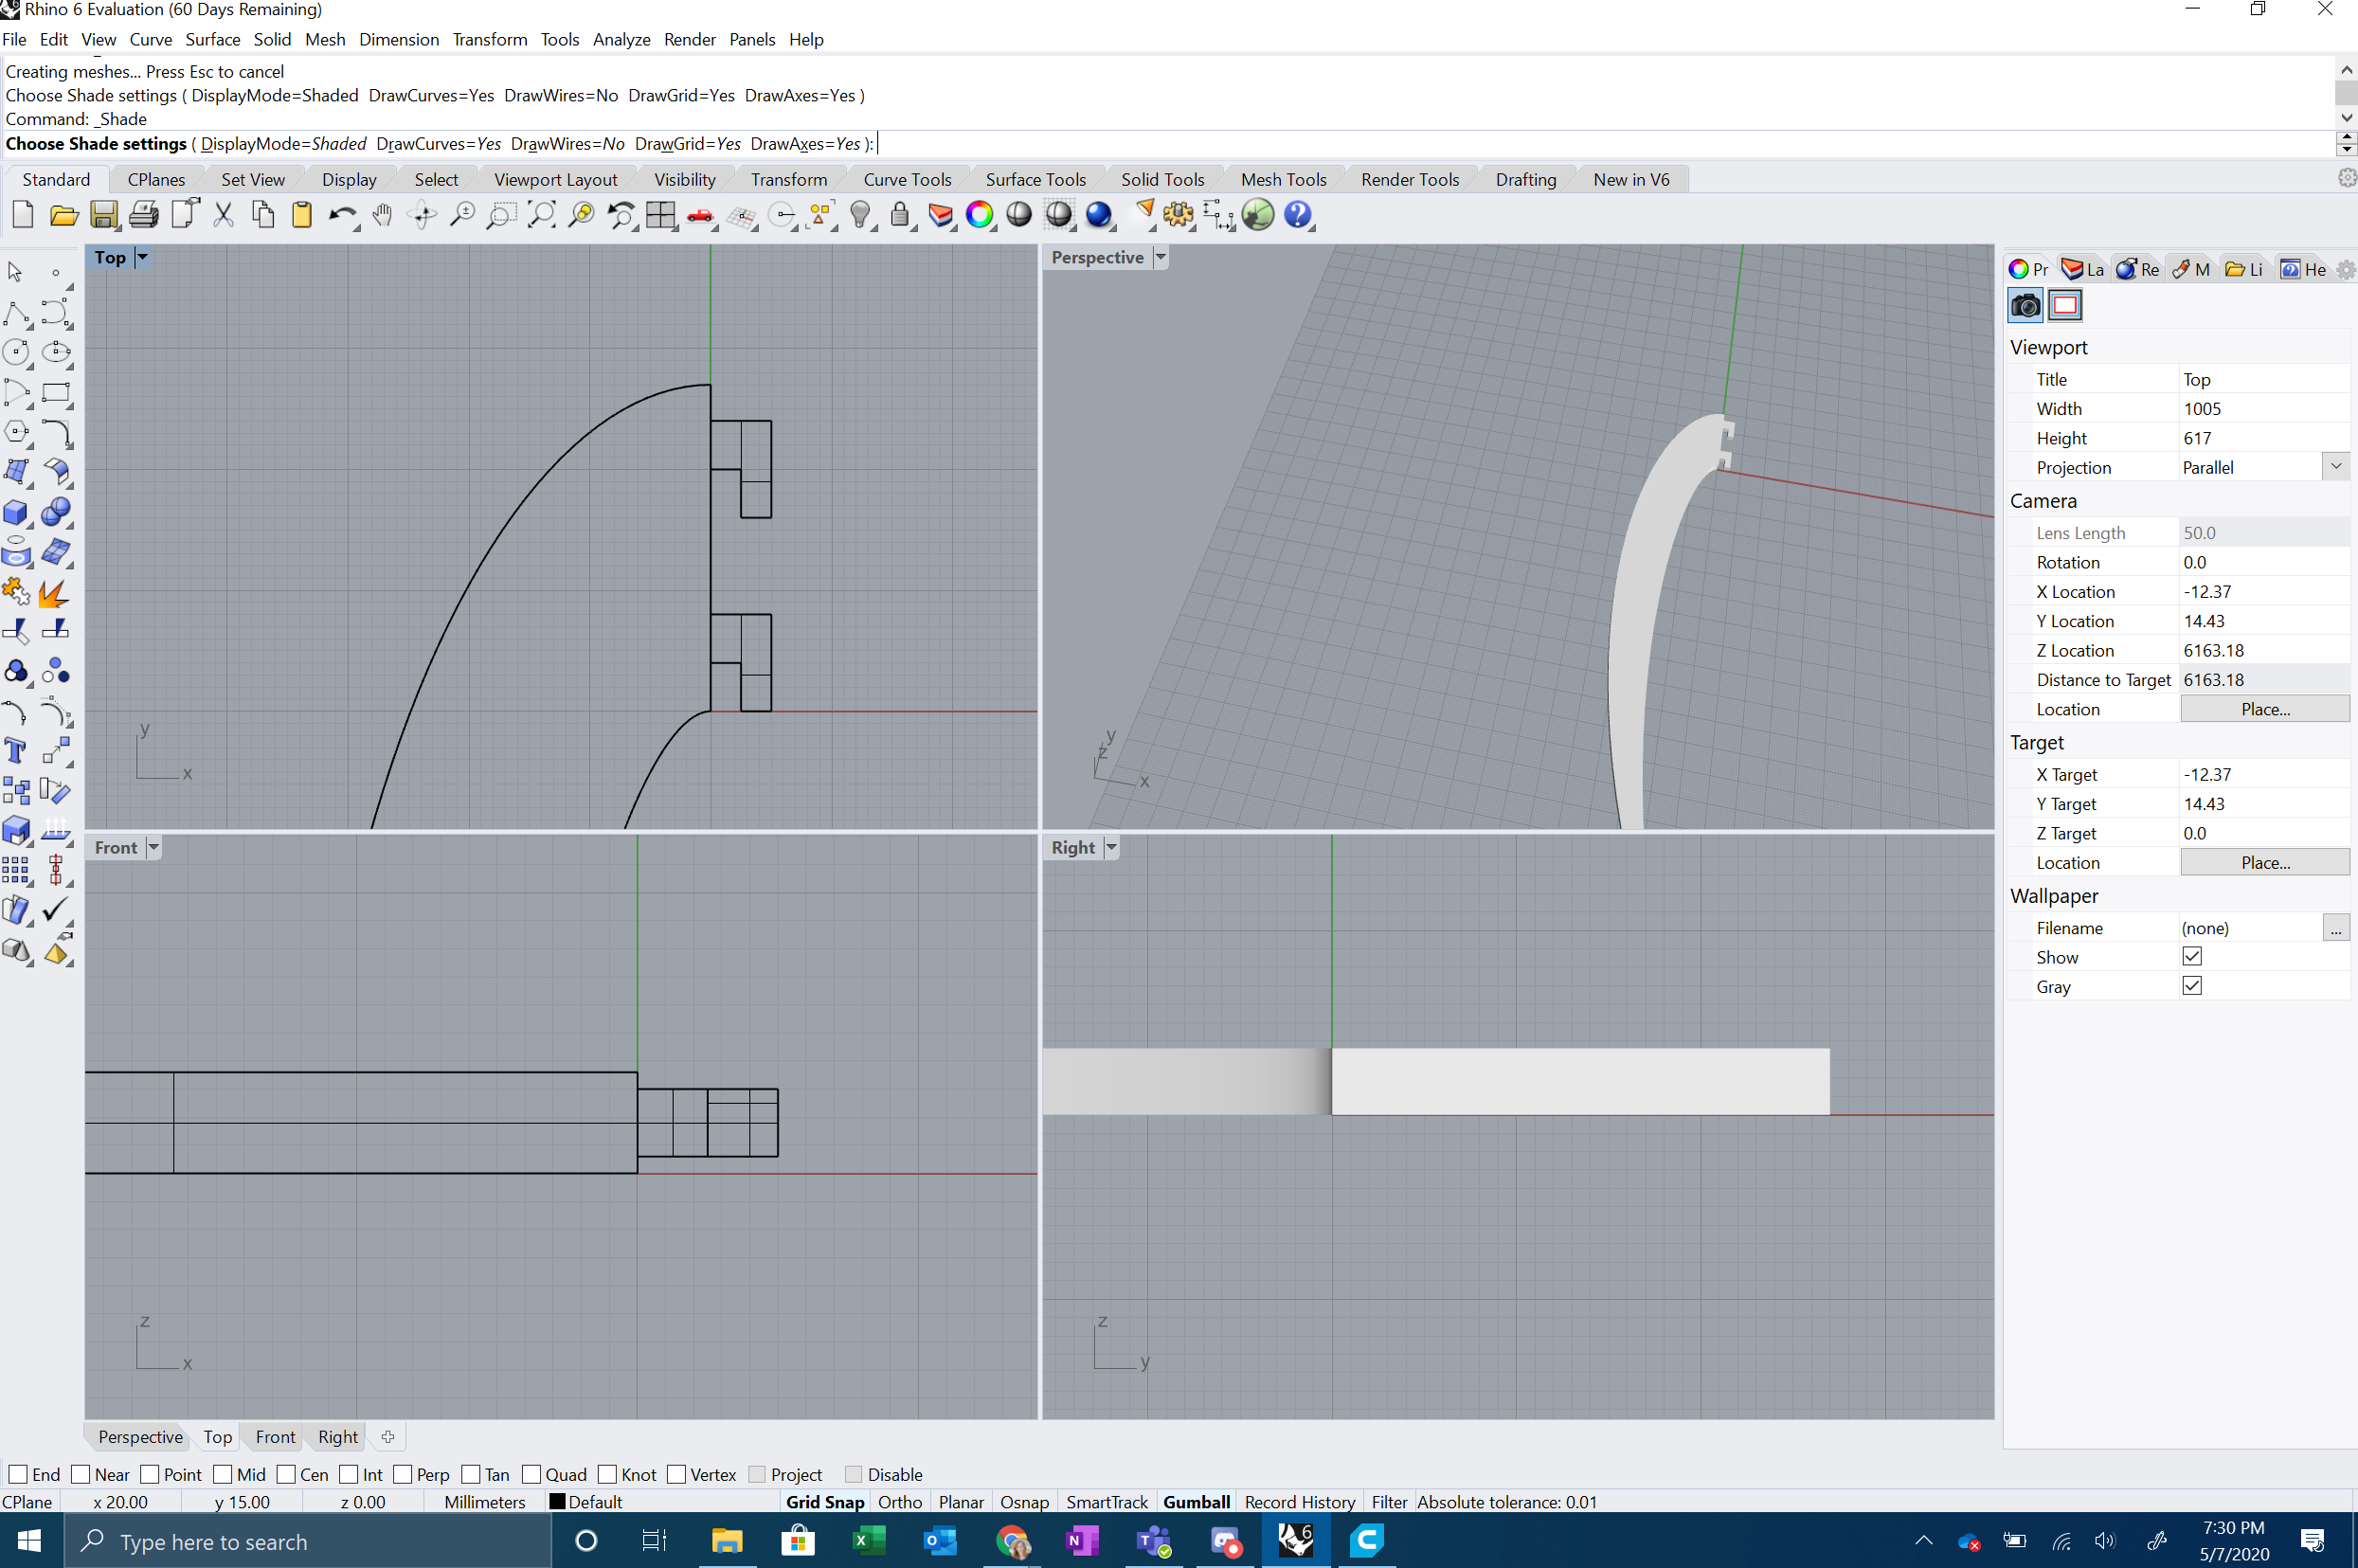 Rhino 6 Evaluation (60 Days Remaining)
File Edit View Curve Surface Solid Mesh Dimension Transform Tools Analyze Render Panels Help
Creating meshes... Press Esc to cancel
Choose Shade settings ( DisplayMode=Shaded DrawCurves=Yes DrawWires=No DrawGrid=Yes DrawAxes=Yes )
Command: _Shade
Choose Shade settings ( DisplayMode=Shaded DrawCurves=Yes DrawWires=No DrawGrid=Yes DrawAxes=Yes ):
Standard CPlanes Set View Display Select Viewport Layout Visibility Transform Curve Tools Surface Tools Solid Tools Mesh Tools Render Tools Drafting New in V6
Top
Perspective
Pr La Re M Li He
Viewport
Title Top
Width 1005
Height 617
Projection Parallel
Camera
Lens Length 50.0
Rotation 0.0
X Location -12.37
Y Location 14.43
Z Location 6163.18
Distance to Target 6163.18
Location Place...
Target
X Target -12.37
Y Target 14.43
Z Target 0.0
Location Place...
Wallpaper
Filename (none) ...
Show
Gray
y
x
y
z
x
Front
Right
z
x
z
y
Perspective Top Front Right
End Near Point Mid Cen Int Perp Tan Quad Knot Vertex Project Disable
CPlane x 20.00 y 15.00 z 0.00 Millimeters Default Grid Snap Ortho Planar Osnap SmartTrack Gumball Record History Filter Absolute tolerance: 0.01
Type here to search
7:30 PM
5/7/2020